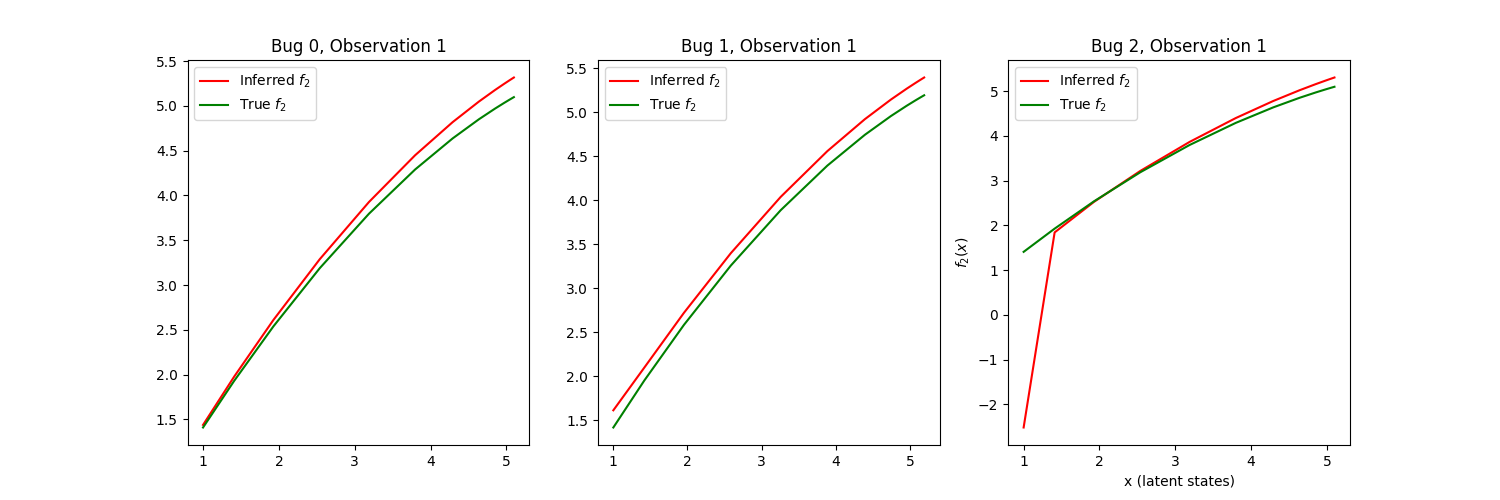 Bug 0, Observation 1
Inferred f₂
True f₂
5.5
5.0
4.5
4.0
3.5
3.0
2.5
2.0
1.5
1 2 3 4 5
Bug 1, Observation 1
Inferred f₂
True f₂
5.5
5.0
4.5
4.0
3.5
3.0
2.5
2.0
1.5
1 2 3 4 5
Bug 2, Observation 1
Inferred f₂
True f₂
f₂(x)
5
4
3
2
1
0
−1
−2
1 2 3 4 5
x (latent states)